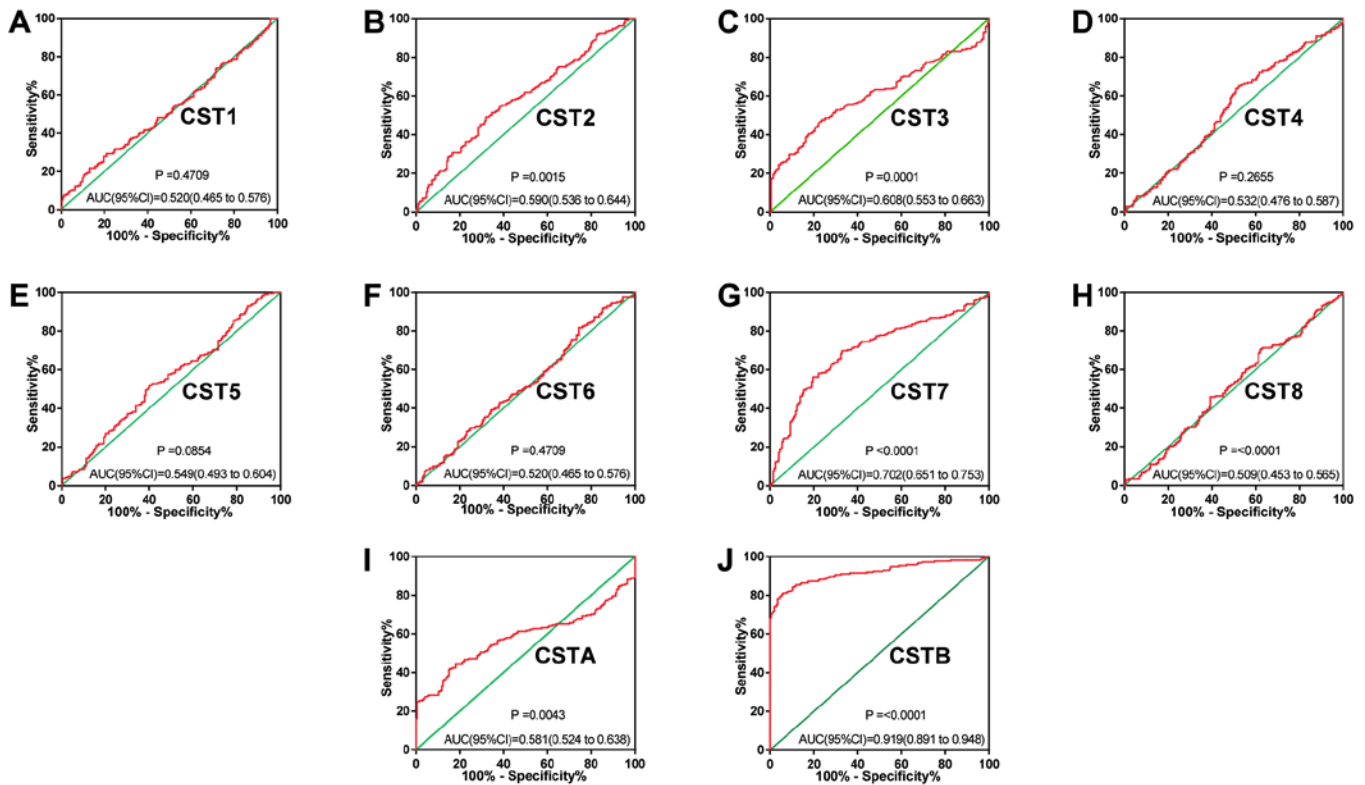 A
100
80
60
40
20
0
Sensitivity%
CST1
P =0.4709
AUC(95%CI)=0.520(0.465 to 0.576)
0 20 40 60 80 100
100% - Specificity%
B
100
80
60
40
20
0
Sensitivity%
CST2
P =0.0015
AUC(95%CI)=0.590(0.536 to 0.644)
0 20 40 60 80 100
100% - Specificity%
C
100
80
60
40
20
0
Sensitivity%
CST3
P =0.0001
AUC(95%CI)=0.608(0.553 to 0.663)
0 20 40 60 80 100
100% - Specificity%
D
100
80
60
40
20
0
Sensitivity%
CST4
P =0.2655
AUC(95%CI)=0.532(0.476 to 0.587)
0 20 40 60 80 100
100% - Specificity%
E
100
80
60
40
20
0
Sensitivity%
CST5
P =0.0854
AUC(95%CI)=0.549(0.493 to 0.604)
0 20 40 60 80 100
100% - Specificity%
F
100
80
60
40
20
0
Sensitivity%
CST6
P =0.4709
AUC(95%CI)=0.520(0.465 to 0.576)
0 20 40 60 80 100
100% - Specificity%
G
100
80
60
40
20
0
Sensitivity%
CST7
P <0.0001
AUC(95%CI)=0.702(0.651 to 0.753)
0 20 40 60 80 100
100% - Specificity%
H
100
80
60
40
20
0
Sensitivity%
CST8
P =<0.0001
AUC(95%CI)=0.509(0.453 to 0.565)
0 20 40 60 80 100
100% - Specificity%
I
100
80
60
40
20
0
Sensitivity%
CSTA
P =0.0043
AUC(95%CI)=0.581(0.524 to 0.638)
0 20 40 60 80 100
100% - Specificity%
J
100
80
60
40
20
0
Sensitivity%
CSTB
P =<0.0001
AUC(95%CI)=0.919(0.891 to 0.948)
0 20 40 60 80 100
100% - Specificity%